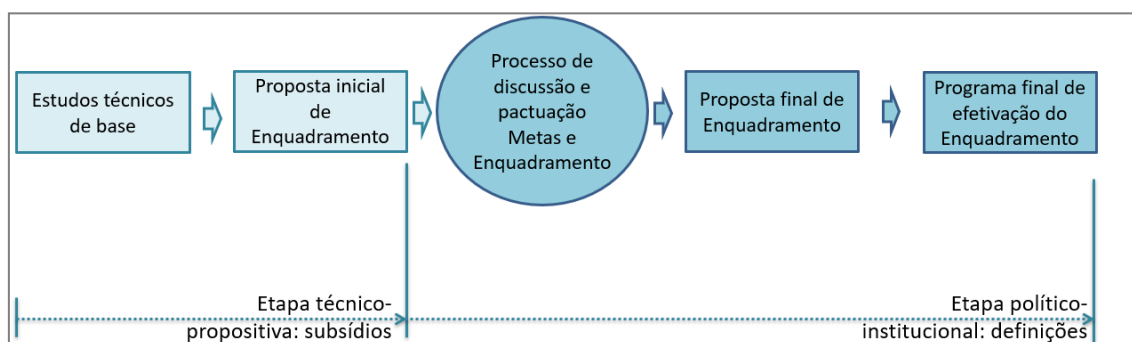 Estudos técnicos
de base
Proposta inicial
de
Enquadramento
Processo de
discussão e
pactuação
Metas e
Enquadramento
Proposta final de
Enquadramento
Programa final de
efetivação do
Enquadramento
Etapa técnico-
propositiva: subsídios
Etapa político-
institucional: definições